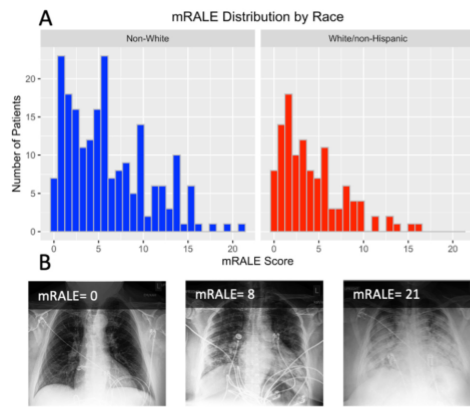 A
mRALE Distribution by Race
Non-White
White/non-Hispanic
Number of Patients
20
15
10
5
0
0 5 10 15 20
0 5 10 15 20
mRALE Score
B
mRALE= 0
mRALE= 8
mRALE= 21